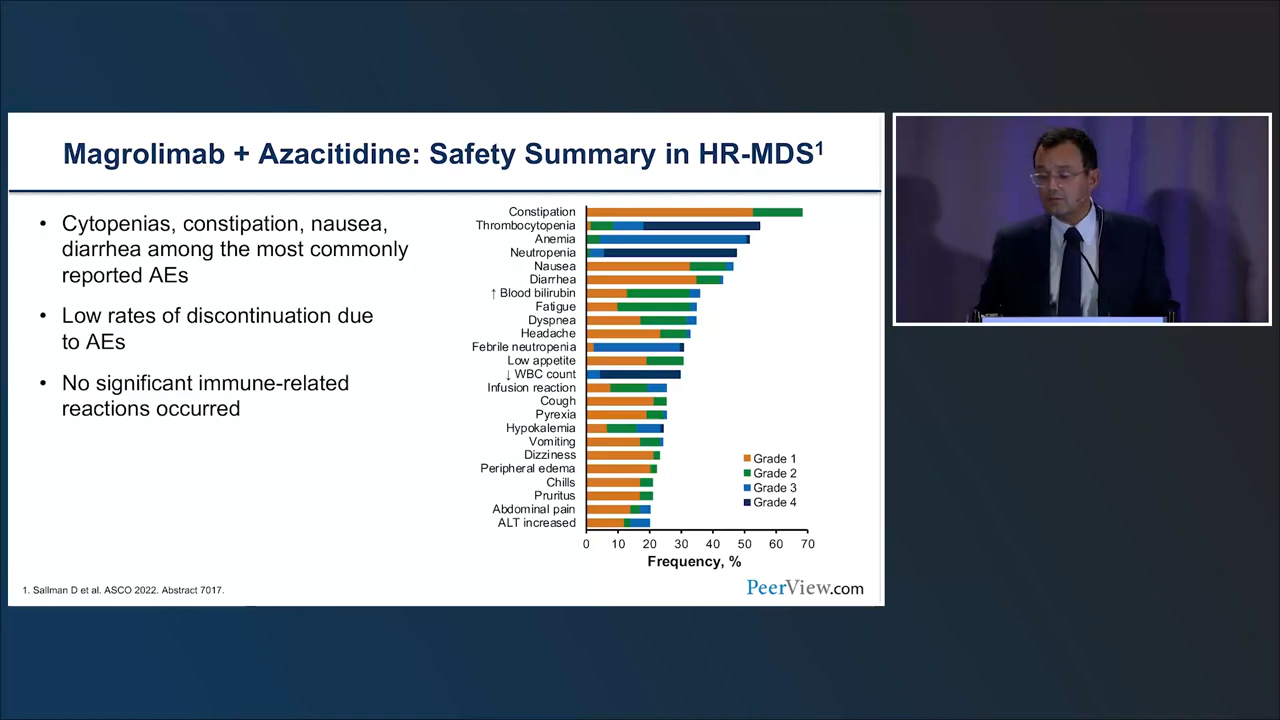 Magrolimab + Azacitidine: Safety Summary in HR-MDS1
• Cytopenias, constipation, nausea,
diarrhea among the most commonly
reported AEs
• Low rates of discontinuation due
to AEs
• No significant immune-related
reactions occurred
Constipation
Thrombocytopenia
Anemia
Neutropenia
Nausea
Diarrhea
↑ Blood bilirubin
Fatigue
Dyspnea
Headache
Febrile neutropenia
Low appetite
↓ WBC count
Infusion reaction
Cough
Pyrexia
Hypokalemia
Vomiting
Dizziness
Peripheral edema
Chills
Pruritus
Abdominal pain
ALT increased
Grade 1
Grade 2
Grade 3
Grade 4
0 10 20 30 40 50 60 70
Frequency, %
1. Sallman D et al. ASCO 2022. Abstract 7017.
PeerView.com